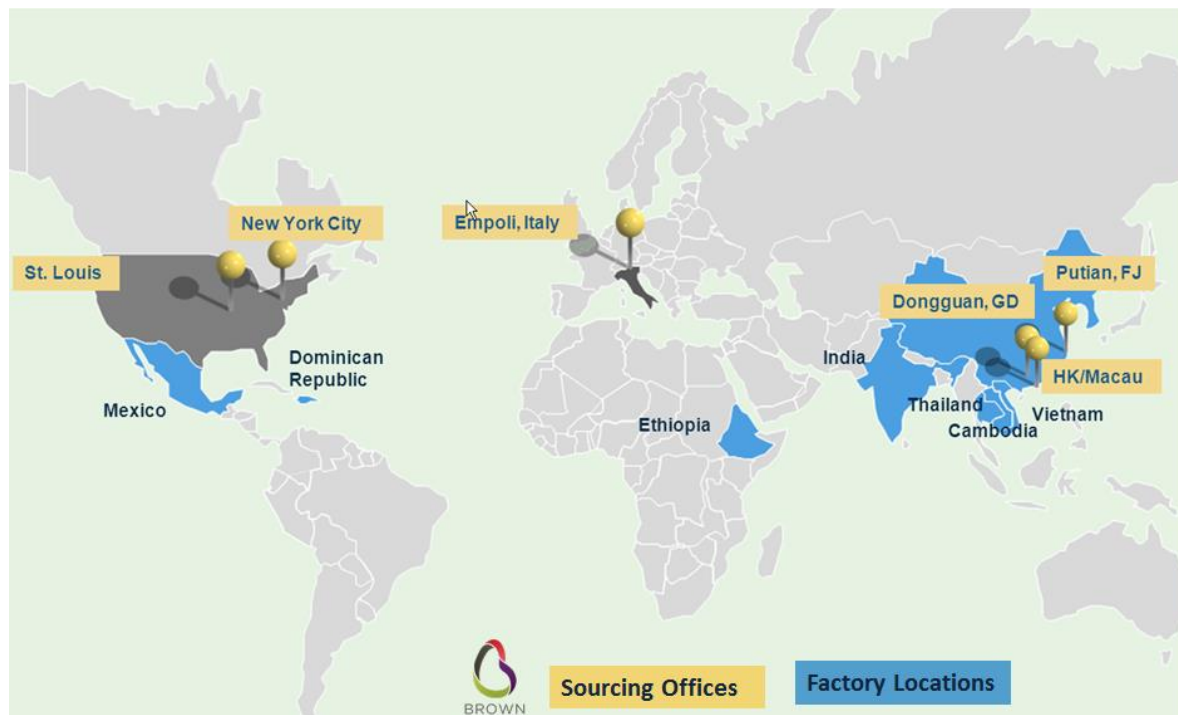 New York City
Empoli, Italy
St. Louis
Putian, FJ
Dongguan, GD
Dominican
Republic
India
HK/Macau
Mexico
Thailand
Vietnam
Ethiopia
Cambodia
BROWN
Sourcing Offices
Factory Locations